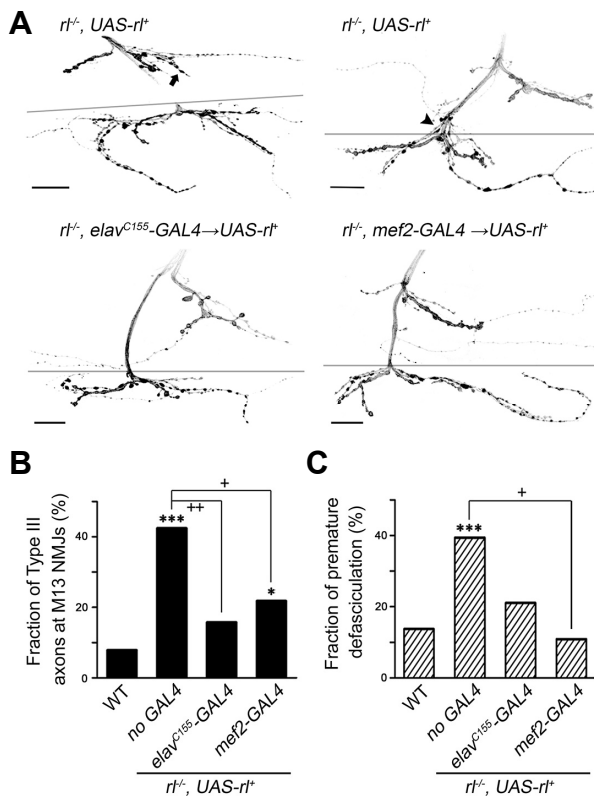 A
rl-/-, UAS-rl+
rl-/-, UAS-rl+
rl-/-, elavC155-GAL4→UAS-rl+
rl-/-, mef2-GAL4 →UAS-rl+
B
Fraction of Type III
axons at M13 NMJs (%)
40
20
0
***
++
+
*
WT
no GAL4
elavC155-GAL4
mef2-GAL4
rl-/-, UAS-rl+
C
Fraction of premature
defasciculation (%)
40
20
0
***
+
WT
no GAL4
elavC155-GAL4
mef2-GAL4
rl-/-, UAS-rl+